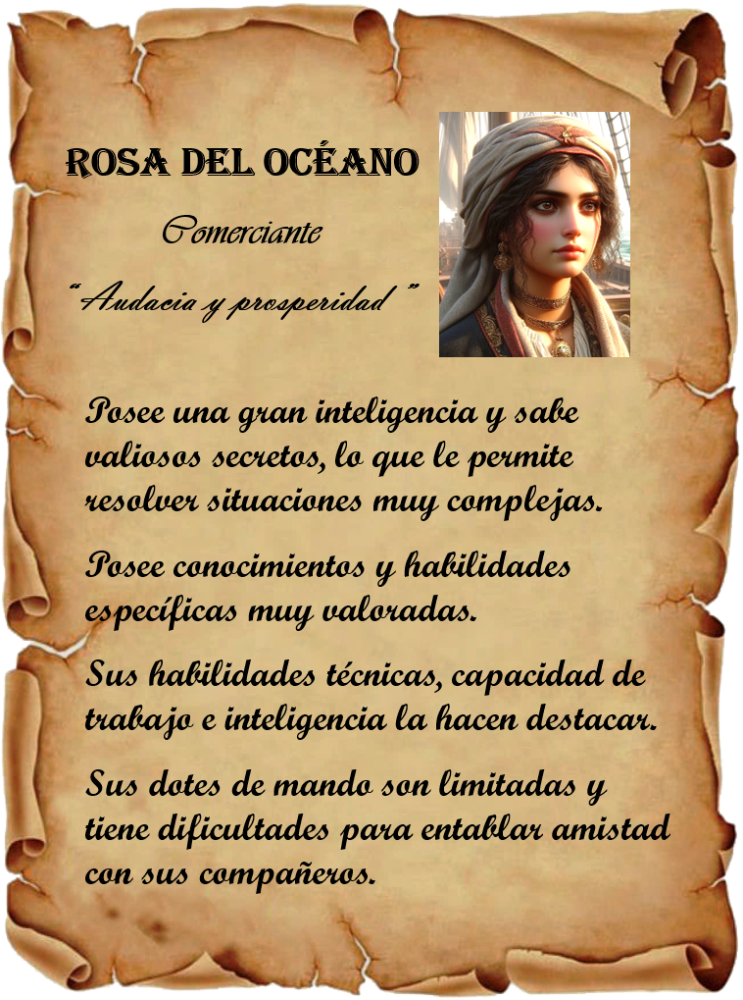 ROSA DEL OCÉANO
Comerciante
“Audacia y prosperidad ”
Posee una gran inteligencia y sabe
valiosos secretos, lo que le permite
resolver situaciones muy complejas.
Posee conocimientos y habilidades
específicas muy valoradas.
Sus habilidades técnicas, capacidad de
trabajo e inteligencia la hacen destacar.
Sus dotes de mando son limitadas y
tiene dificultades para entablar amistad
con sus compañeros.